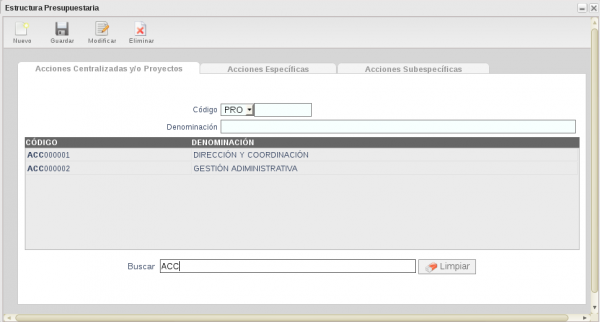 Estructura Presupuestaria
Nuevo Guardar Modificar Eliminar
Acciones Centralizadas y/o Proyectos Acciones Específicas Acciones Subespecíficas
Código PRO
Denominación
CÓDIGO DENOMINACIÓN
ACC000001 DIRECCIÓN Y COORDINACIÓN
ACC000002 GESTIÓN ADIMINISTRATIVA
Buscar ACC Limpiar